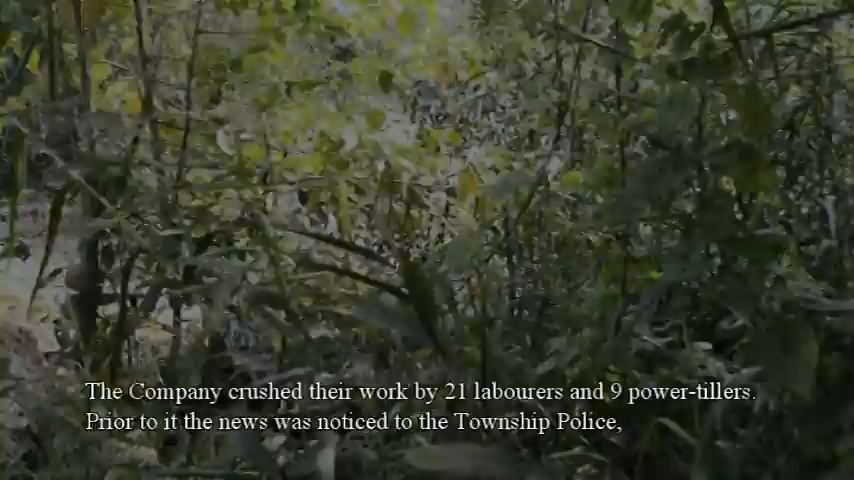 The Company crushed their work by 21 labourers and 9 power-tillers.
Prior to it the news was noticed to the Township Police,